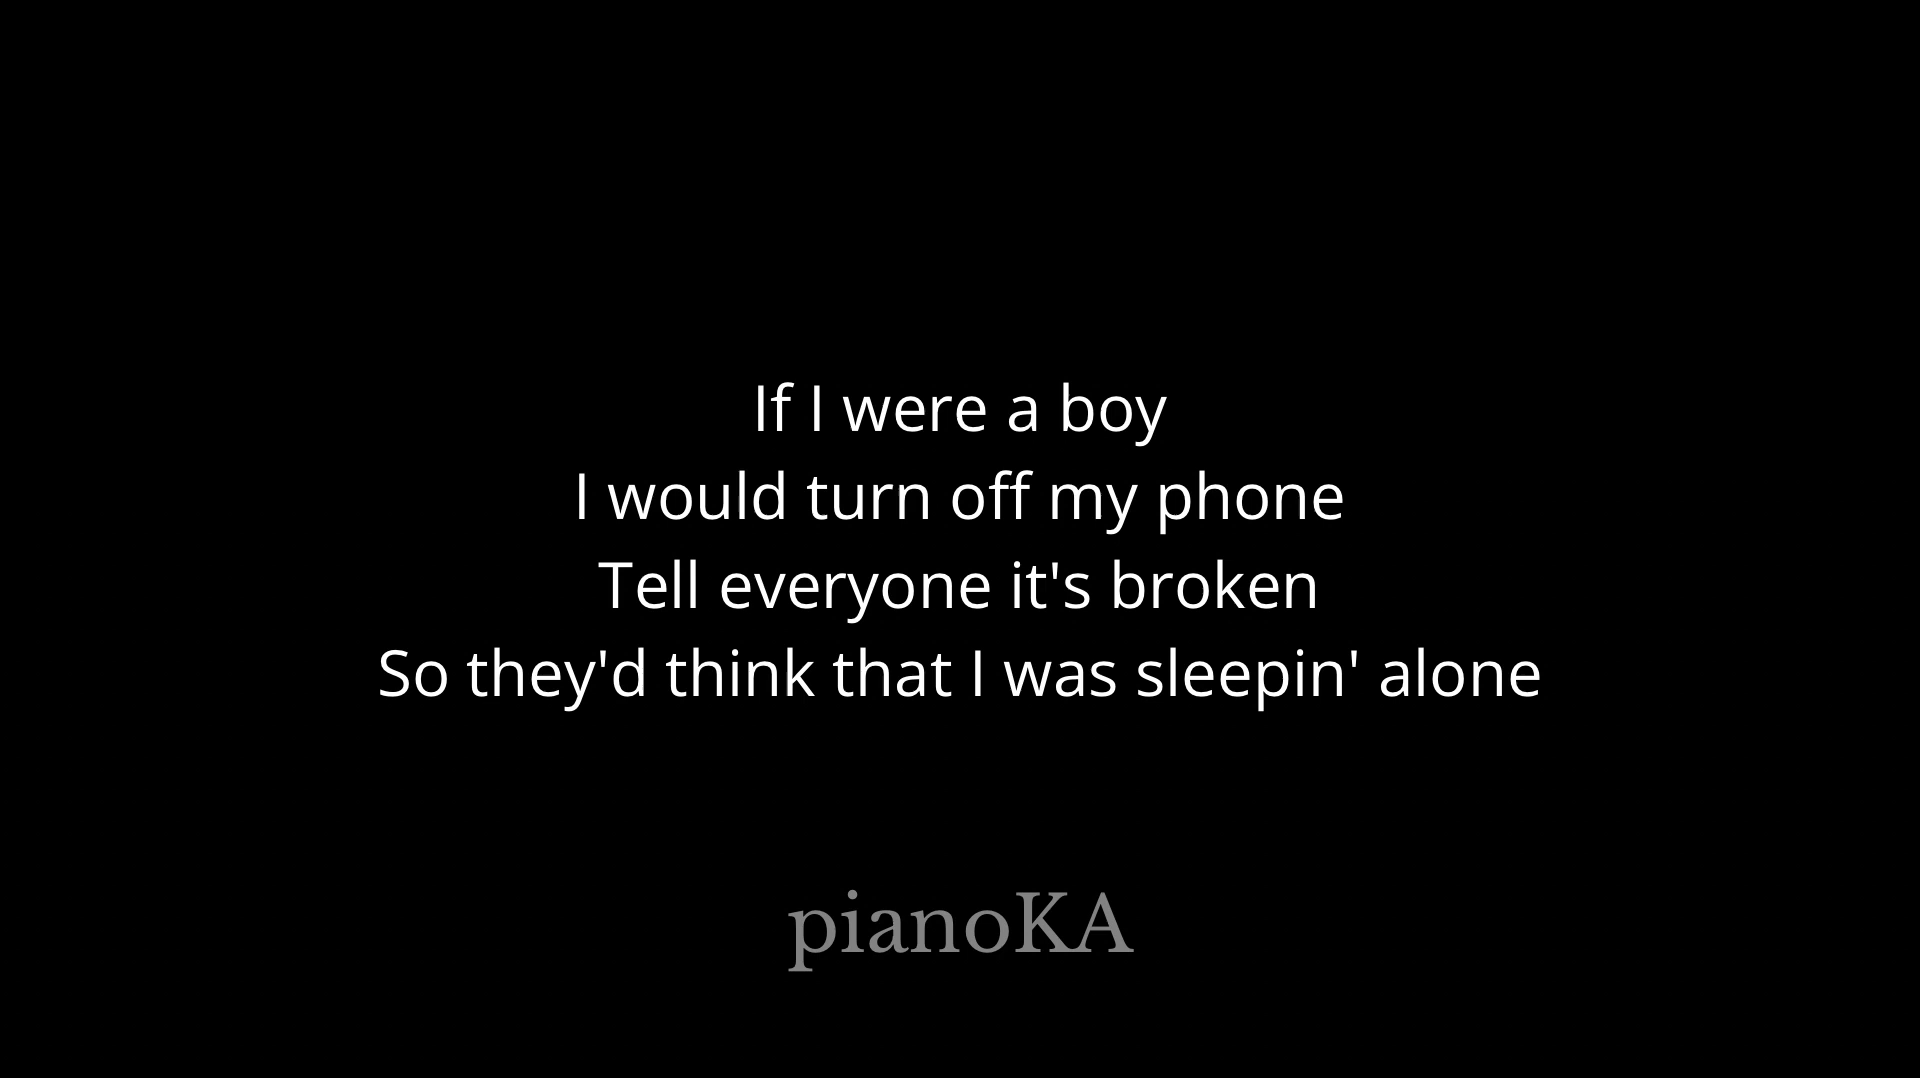 If I were a boy
I would turn off my phone
Tell everyone it's broken
So they'd think that I was sleepin' alone
pianoKA